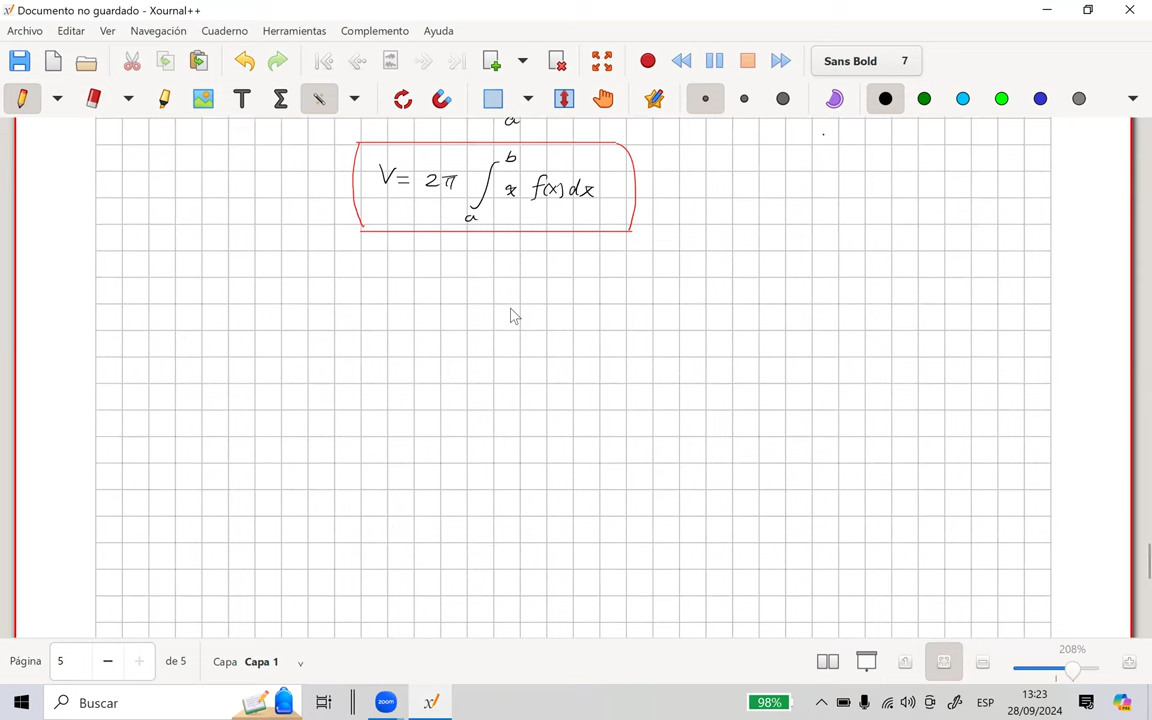 Documento no guardado - Xournal++
Archivo Editar Ver Navegación Cuaderno Herramientas Complemento Ayuda
Sans Bold 7
a
b
V = 2π ∫ x f(x) dx
a
Página 5 de 5 Capa Capa 1 208%
Buscar zoom 98% ESP 13:23
28/09/2024